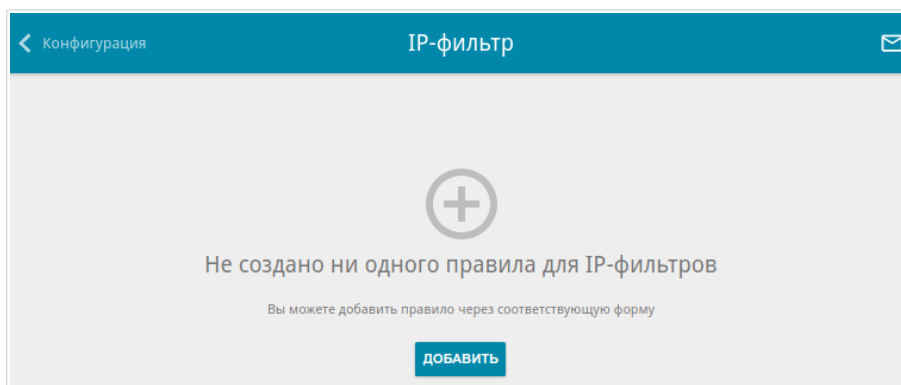 Конфигурация IP-фильтр
Не создано ни одного правила для IP-фильтров
Вы можете добавить правило через соответствующую форму
ДОБАВИТЬ